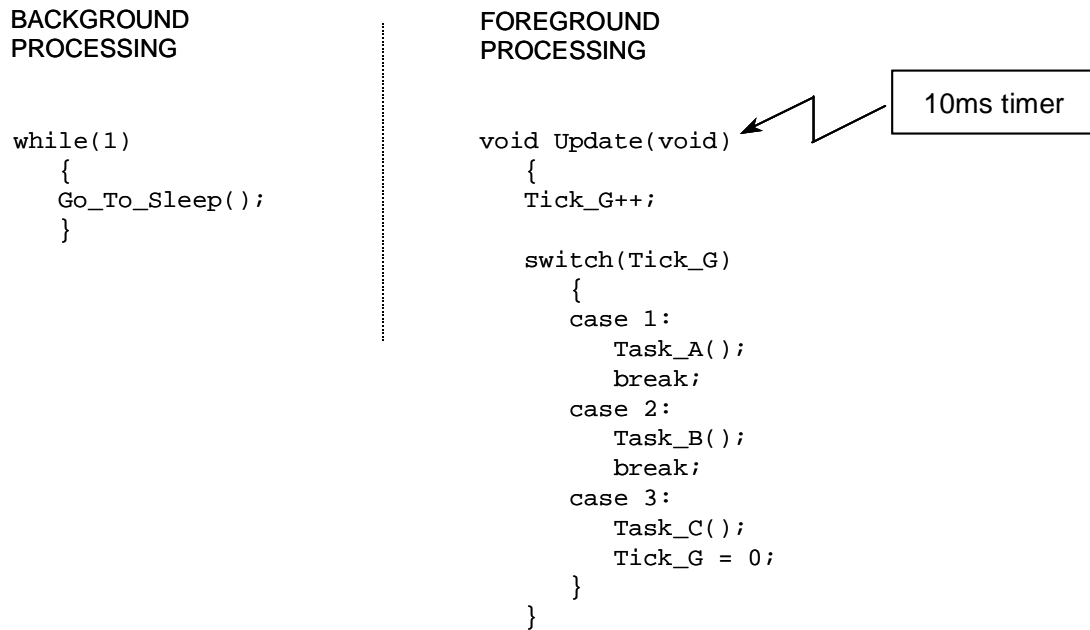 BACKGROUND
PROCESSING
while(1)
{
Go_To_Sleep();
}
FOREGROUND
PROCESSING
10ms timer
void Update(void)
{
Tick_G++;
switch(Tick_G)
{
case 1:
Task_A();
break;
case 2:
Task_B();
break;
case 3:
Task_C();
Tick_G = 0;
}
}